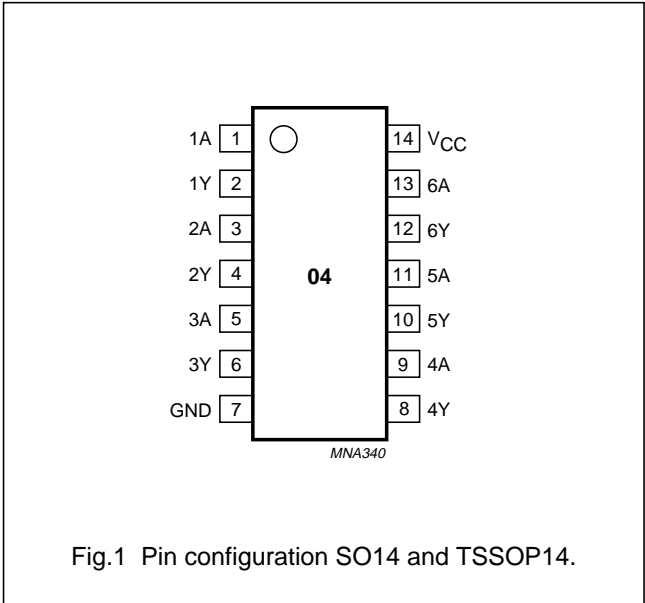 1A 1 14 VCC
1Y 2 13 6A
2A 3 12 6Y
2Y 4 04 11 5A
3A 5 10 5Y
3Y 6 9 4A
GND 7 8 4Y
MNA340
Fig.1 Pin configuration SO14 and TSSOP14.